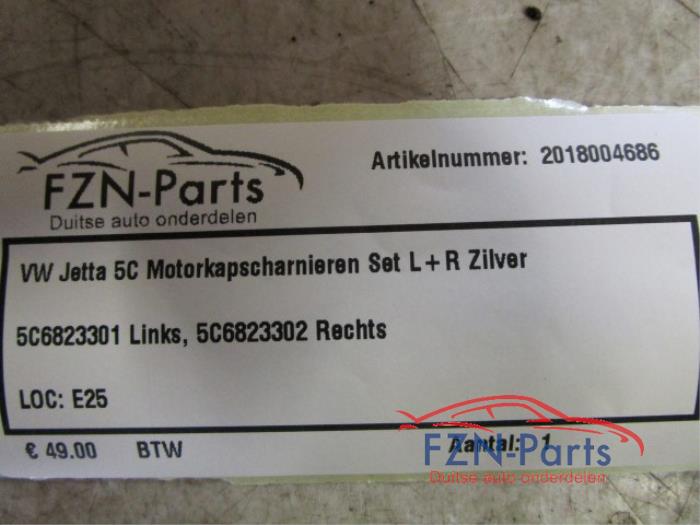 FZN-Parts
Duitse auto onderdelen
Artikelnummer: 2018004686
VW Jetta 5C Motorkapscharnieren Set L+R Zilver
5C6823301 Links, 5C6823302 Rechts
LOC: E25
€ 49.00 BTW
Aantal: 1
FZN-Parts
Duitse auto onderdelen